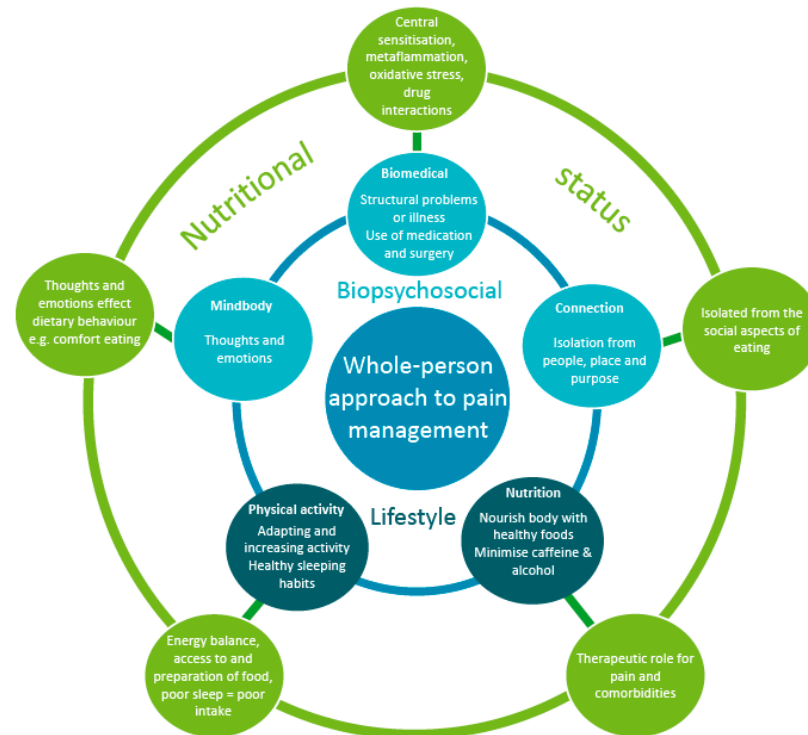 Central
sensitisation,
metaflammation,
oxidative stress,
drug
interactions
Nutritional
status
Biomedical
Structural problems
or illness
Use of medication
and surgery
Biopsychosocial
Thoughts and
emotions effect
dietary behaviour
e.g. comfort eating
Mindbody
Thoughts and
emotions
Connection
Isolation from
people, place and
purpose
Isolated from the
social aspects of
eating
Whole-person
approach to pain
management
Lifestyle
Physical activity
Adapting and
increasing activity
Healthy sleeping
habits
Nutrition
Nourish body with
healthy foods
Minimise caffeine &
alcohol
Energy balance,
access to and
preparation of food,
poor sleep = poor
intake
Therapeutic role for
pain and
comorbidities